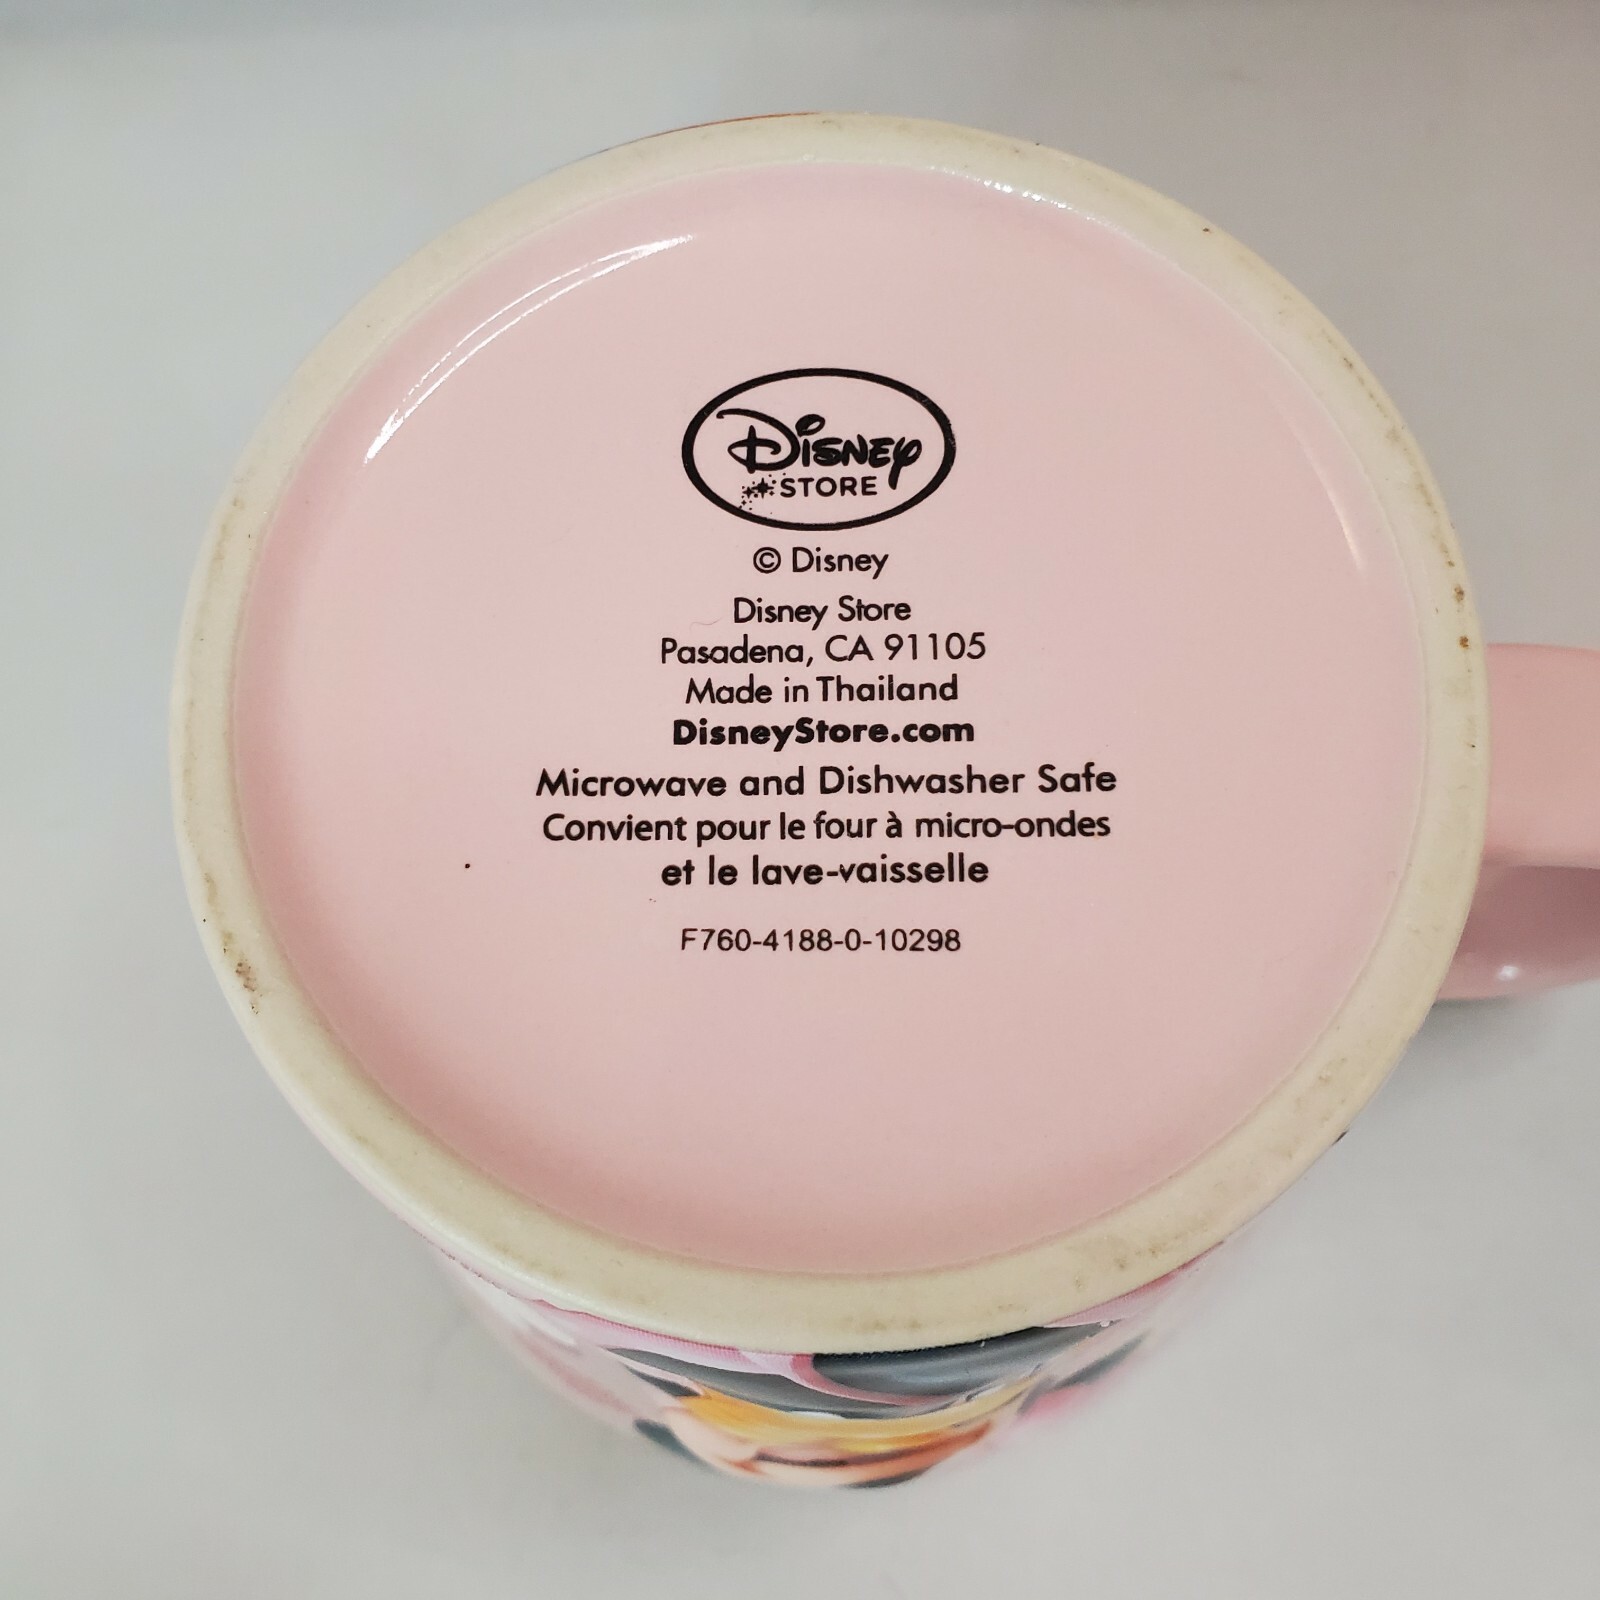 Disney
STORE
© Disney
Disney Store
Pasadena, CA 91105
Made in Thailand
DisneyStore.com
Microwave and Dishwasher Safe
Convient pour le four à micro-ondes
et le lave-vaisselle
F760-4188-0-10298